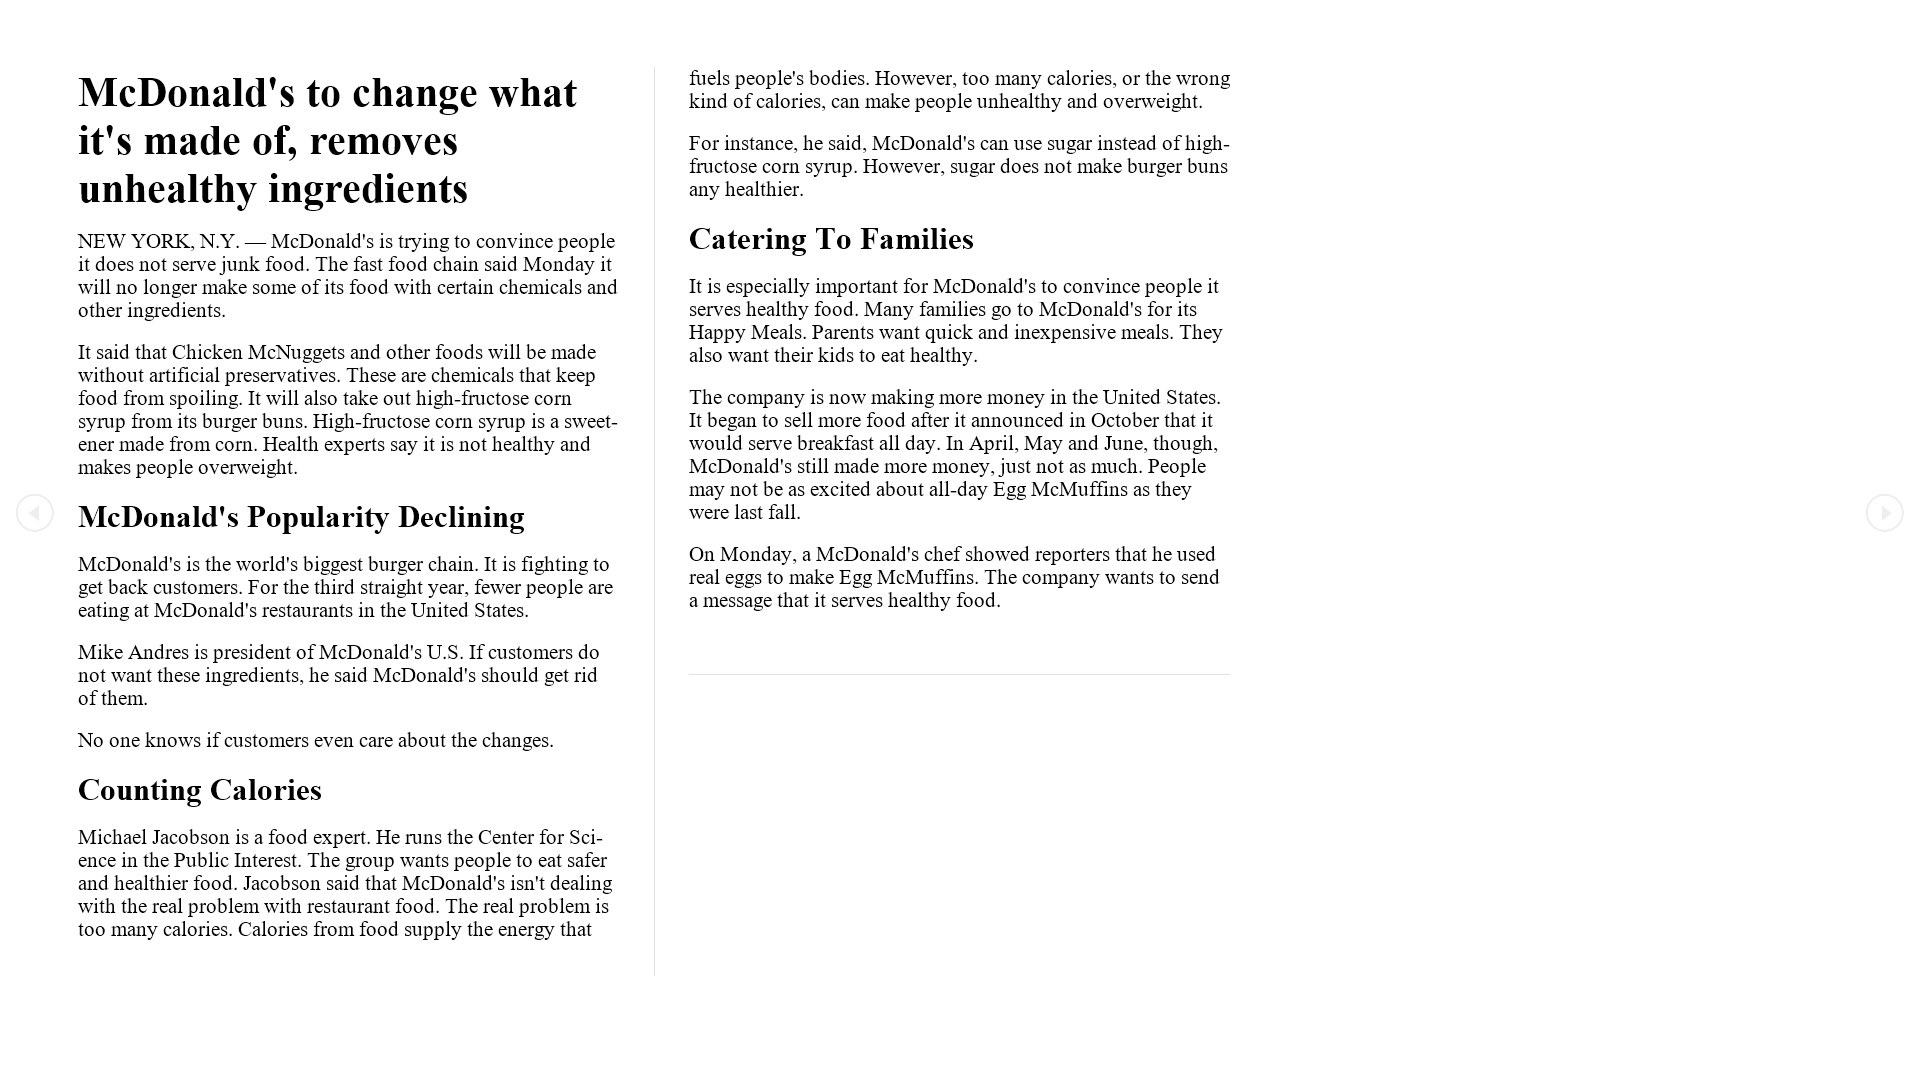 McDonald's to change what
it's made of, removes
unhealthy ingredients
NEW YORK, N.Y. — McDonald's is trying to convince people
it does not serve junk food. The fast food chain said Monday it
will no longer make some of its food with certain chemicals and
other ingredients.
It said that Chicken McNuggets and other foods will be made
without artificial preservatives. These are chemicals that keep
food from spoiling. It will also take out high-fructose corn
syrup from its burger buns. High-fructose corn syrup is a sweet-
ener made from corn. Health experts say it is not healthy and
makes people overweight.
McDonald's Popularity Declining
McDonald's is the world's biggest burger chain. It is fighting to
get back customers. For the third straight year, fewer people are
eating at McDonald's restaurants in the United States.
Mike Andres is president of McDonald's U.S. If customers do
not want these ingredients, he said McDonald's should get rid
of them.
No one knows if customers even care about the changes.
Counting Calories
Michael Jacobson is a food expert. He runs the Center for Sci-
ence in the Public Interest. The group wants people to eat safer
and healthier food. Jacobson said that McDonald's isn't dealing
with the real problem with restaurant food. The real problem is
too many calories. Calories from food supply the energy that
fuels people's bodies. However, too many calories, or the wrong
kind of calories, can make people unhealthy and overweight.
For instance, he said, McDonald's can use sugar instead of high-
fructose corn syrup. However, sugar does not make burger buns
any healthier.
Catering To Families
It is especially important for McDonald's to convince people it
serves healthy food. Many families go to McDonald's for its
Happy Meals. Parents want quick and inexpensive meals. They
also want their kids to eat healthy.
The company is now making more money in the United States.
It began to sell more food after it announced in October that it
would serve breakfast all day. In April, May and June, though,
McDonald's still made more money, just not as much. People
may not be as excited about all-day Egg McMuffins as they
were last fall.
On Monday, a McDonald's chef showed reporters that he used
real eggs to make Egg McMuffins. The company wants to send
a message that it serves healthy food.